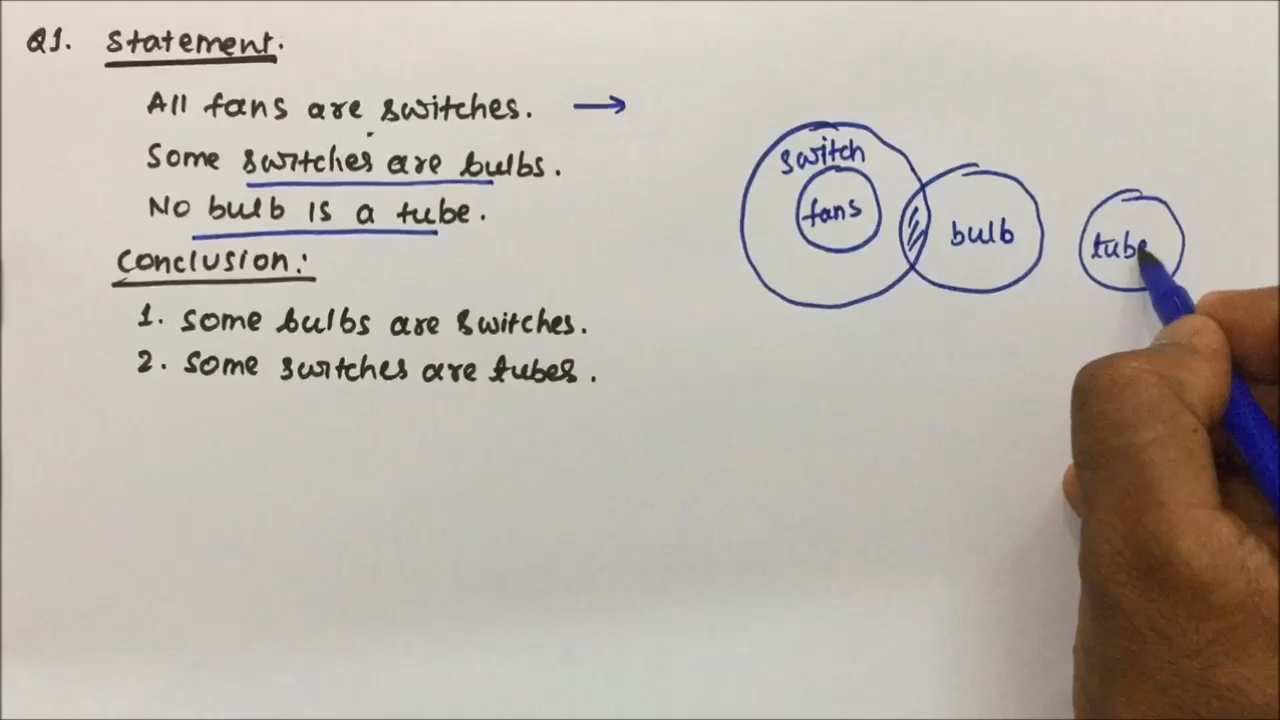 Q1. Statement.
All fans are switches. →
Some switches are bulbs.
No bulb is a tube.
Conclusion:
1. Some bulbs are switches.
2. Some switches are tubes.
switch
fans
bulb
tube